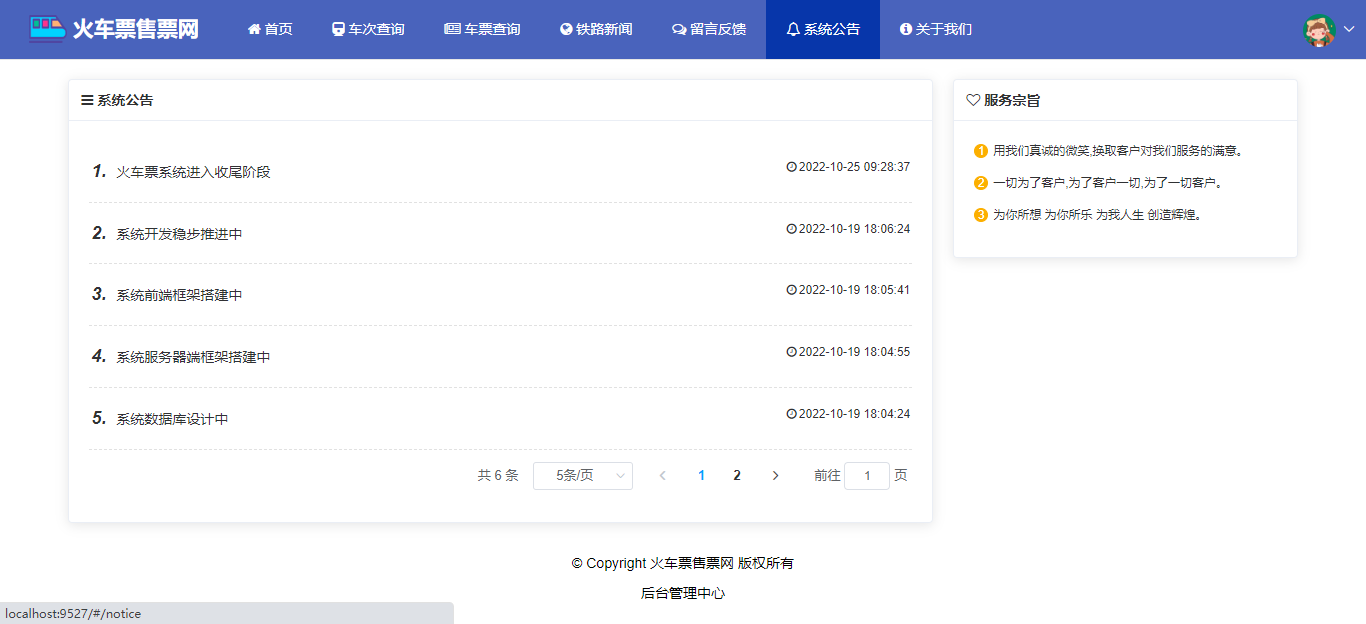 火车票售票网 首页 车次查询 车票查询 铁路新闻 留言反馈 系统公告 关于我们
系统公告
1. 火车票系统进入收尾阶段 2022-10-25 09:28:37
2. 系统开发稳步推进中 2022-10-19 18:06:24
3. 系统前端框架搭建中 2022-10-19 18:05:41
4. 系统服务器端框架搭建中 2022-10-19 18:04:55
5. 系统数据库设计中 2022-10-19 18:04:24
共 6 条 5条/页 1 2 前往 1 页
服务宗旨
1 用我们真诚的微笑,换取客户对我们服务的满意。
2 一切为了客户,为了客户一切,为了一切客户。
3 为你所想 为你所乐 为我人生 创造辉煌。
© Copyright 火车票售票网 版权所有
后台管理中心
localhost:9527/#/notice